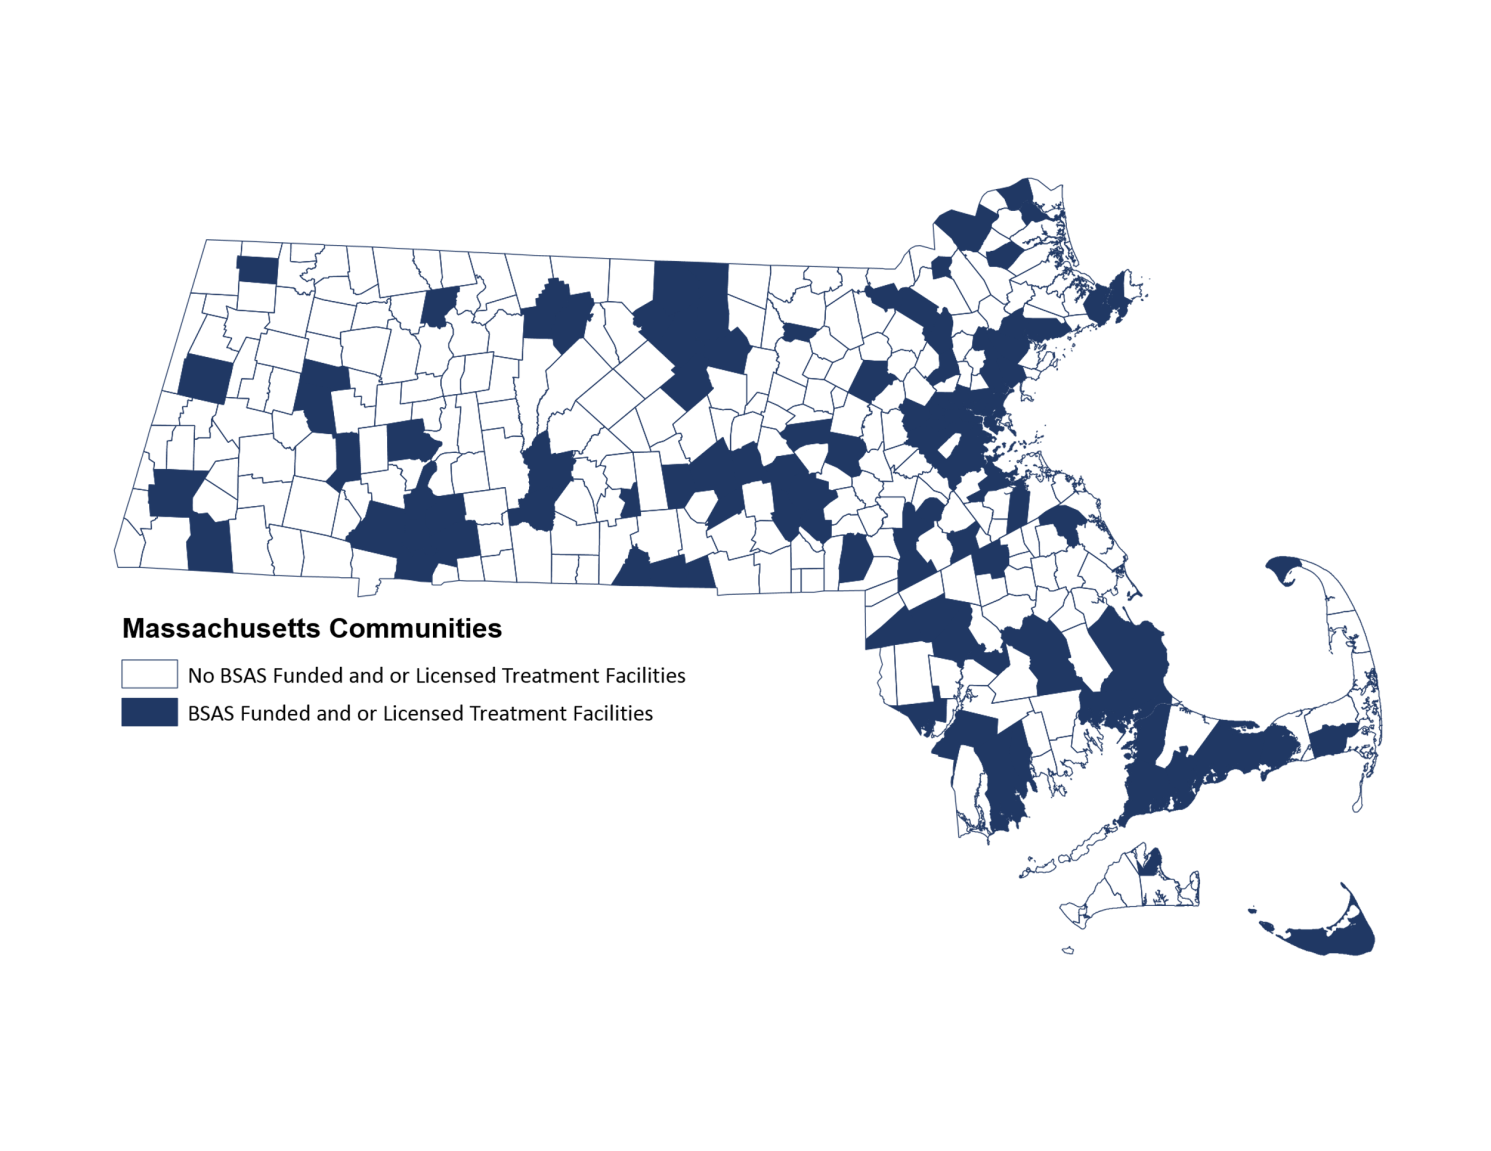 Massachusetts Communities
No BSAS Funded and or Licensed Treatment Facilities
BSAS Funded and or Licensed Treatment Facilities